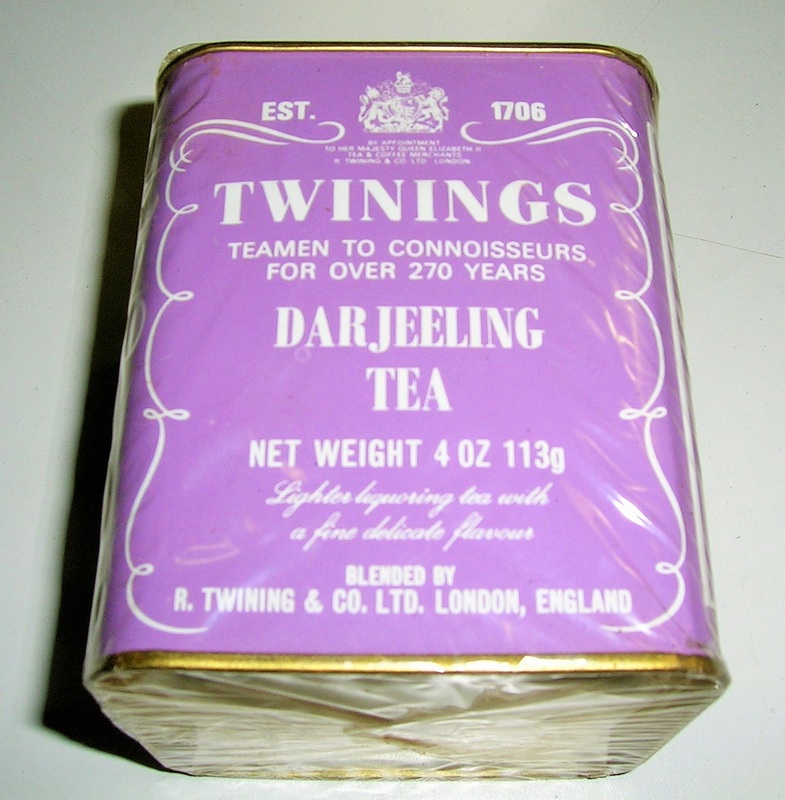 EST. 1706
BY APPOINTMENT
TO HER MAJESTY QUEEN ELIZABETH II
TEA & COFFEE MERCHANTS
R TWINING & CO LTD LONDON
TWININGS
TEAMEN TO CONNOISSEURS
FOR OVER 270 YEARS
DARJEELING
TEA
NET WEIGHT 4 OZ 113g
Lighter liquoring tea with
a fine delicate flavour
BLENDED BY
R. TWINING & CO. LTD. LONDON, ENGLAND